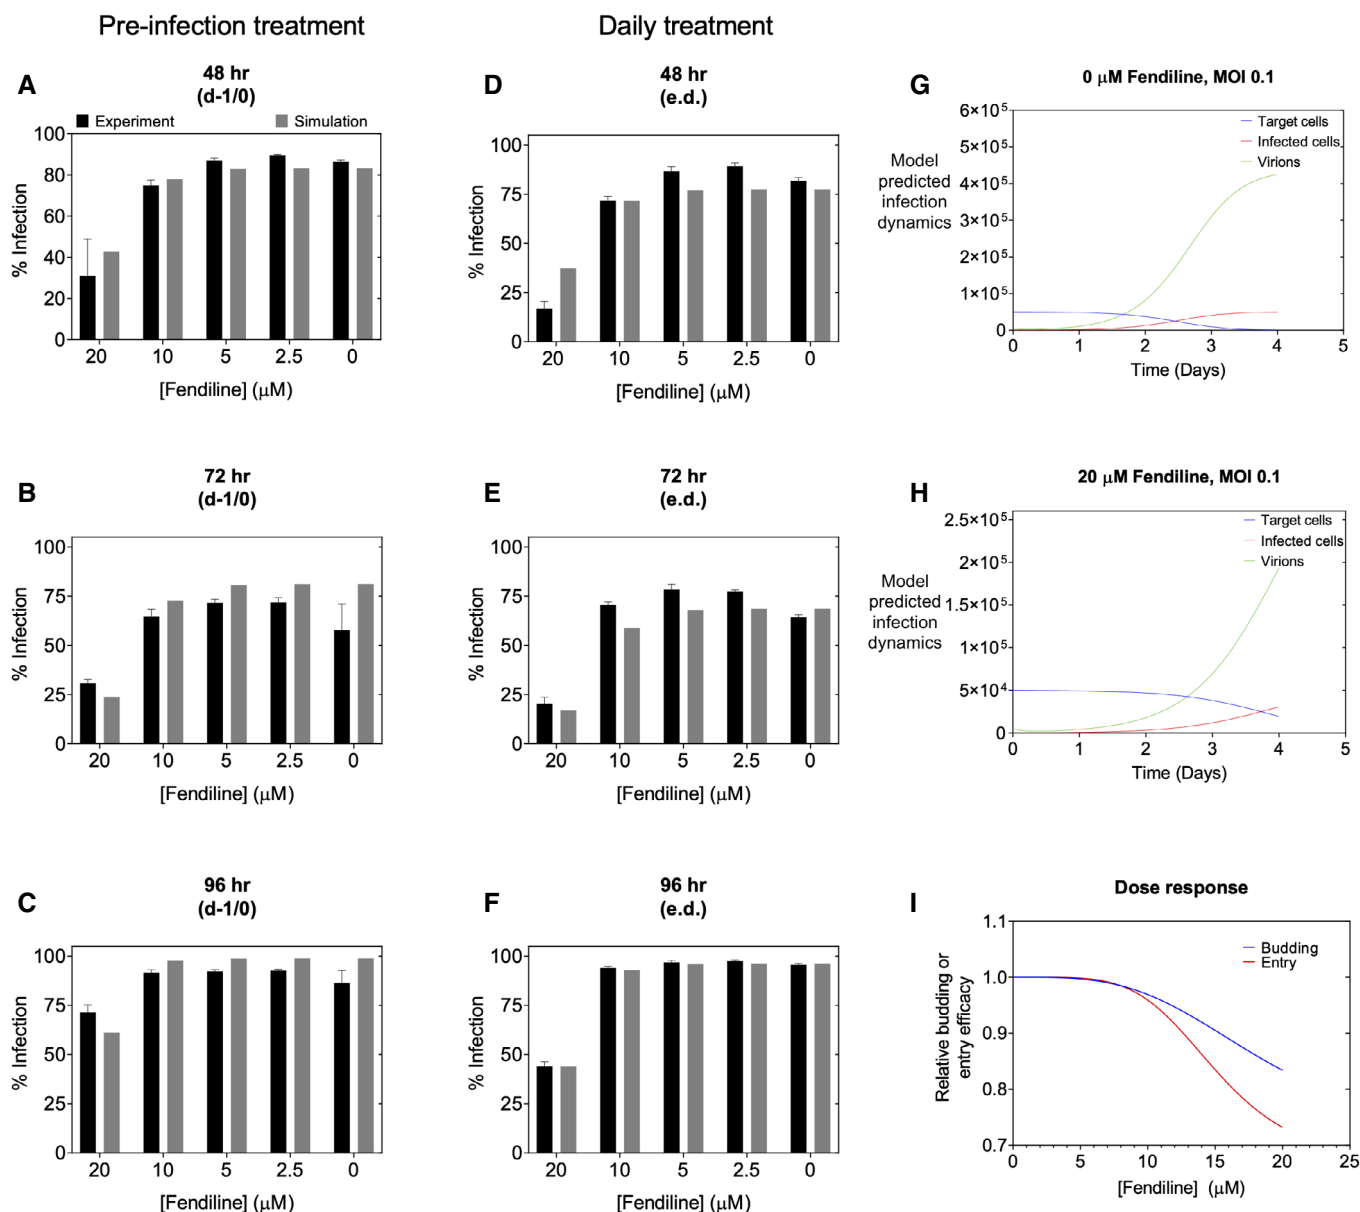 Pre-infection treatment
Daily treatment
A
48 hr
(d-1/0)
Experiment
Simulation
100
80
60
40
20
0
% Infection
20 10 5 2.5 0
[Fendiline] (μM)
D
48 hr
(e.d.)
100
75
50
25
0
% Infection
20 10 5 2.5 0
[Fendiline] (μM)
G
0 μM Fendiline, MOI 0.1
Target cells
Infected cells
Virions
Model
predicted
infection
dynamics
6×10⁵
5×10⁵
4×10⁵
3×10⁵
2×10⁵
1×10⁵
0
0 1 2 3 4 5
Time (Days)
B
72 hr
(d-1/0)
100
75
50
25
0
% Infection
20 10 5 2.5 0
[Fendiline] (μM)
E
72 hr
(e.d.)
100
75
50
25
0
% Infection
20 10 5 2.5 0
[Fendiline] (μM)
H
20 μM Fendiline, MOI 0.1
Target cells
Infected cells
Virions
Model
predicted
infection
dynamics
2.5×10⁵
2×10⁵
1.5×10⁵
1×10⁵
5×10⁴
0
0 1 2 3 4 5
Time (Days)
C
96 hr
(d-1/0)
100
75
50
25
0
% Infection
20 10 5 2.5 0
[Fendiline] (μM)
F
96 hr
(e.d.)
100
75
50
25
0
% Infection
20 10 5 2.5 0
[Fendiline] (μM)
I
Dose response
Budding
Entry
Relative budding or
entry efficacy
1.1
1.0
0.9
0.8
0.7
0 5 10 15 20 25
[Fendiline] (μM)